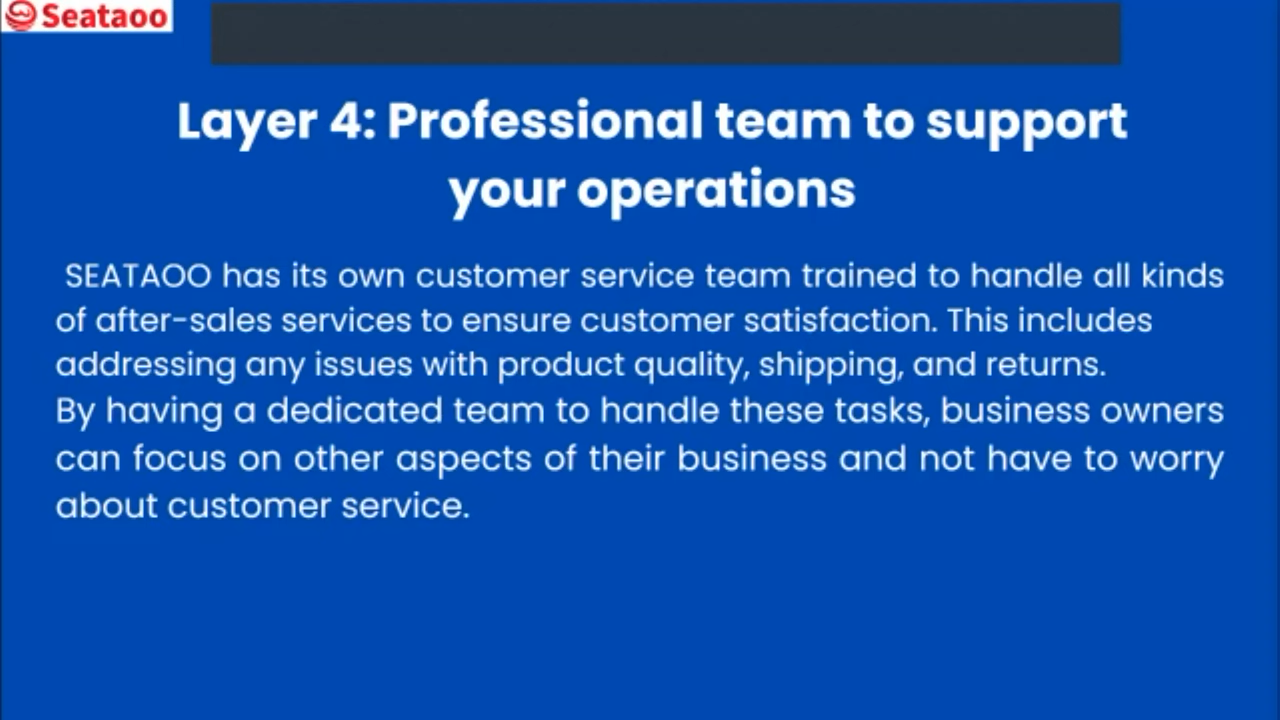 Seataoo
Layer 4: Professional team to support
your operations
SEATAOO has its own customer service team trained to handle all kinds
of after-sales services to ensure customer satisfaction. This includes
addressing any issues with product quality, shipping, and returns.
By having a dedicated team to handle these tasks, business owners
can focus on other aspects of their business and not have to worry
about customer service.